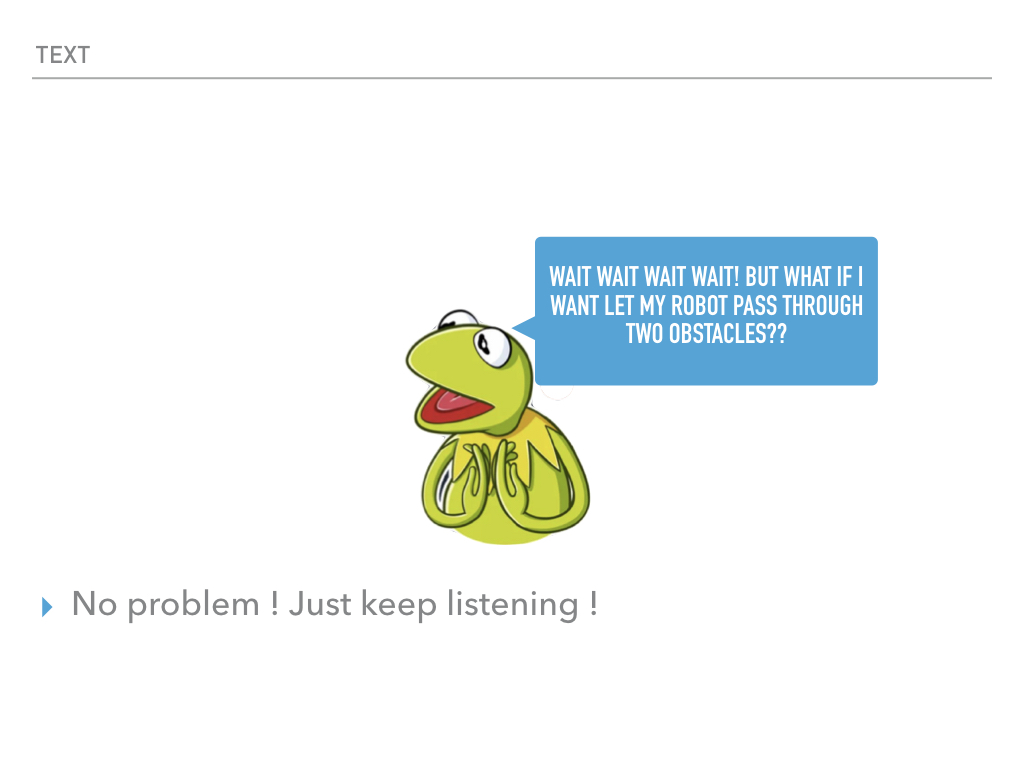 TEXT
WAIT WAIT WAIT WAIT! BUT WHAT IF I
WANT LET MY ROBOT PASS THROUGH
TWO OBSTACLES??
No problem ! Just keep listening !